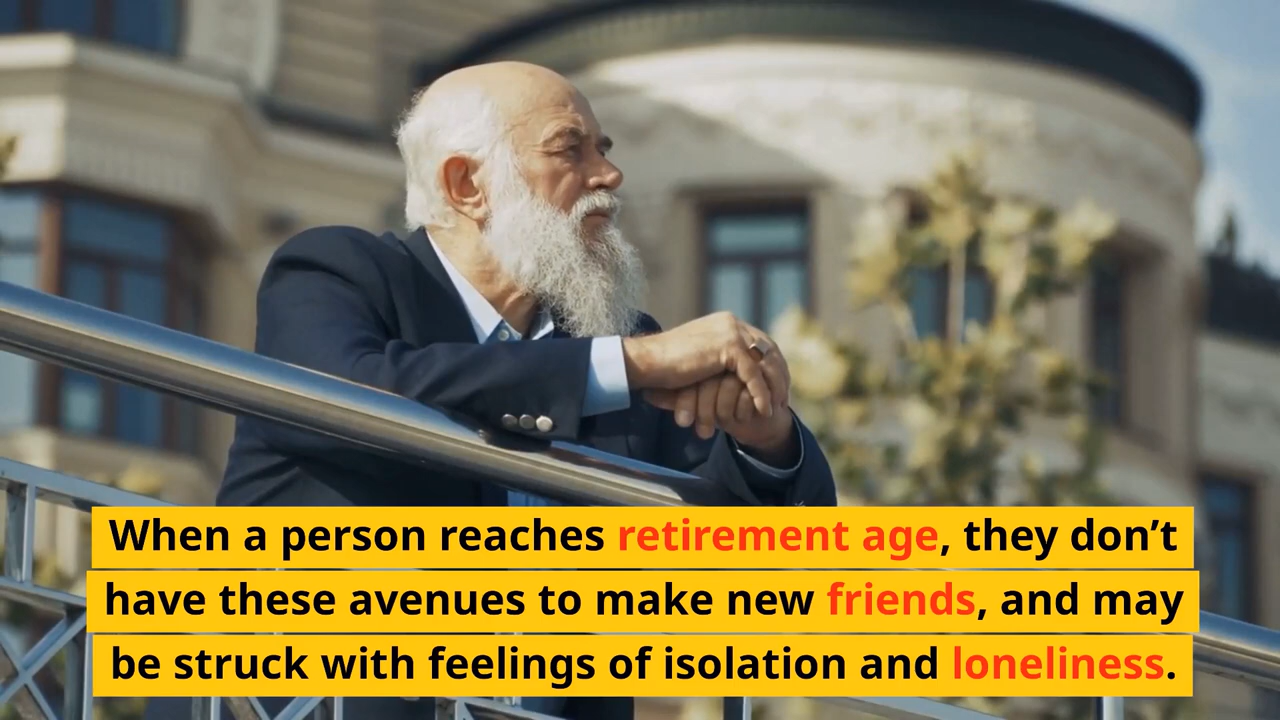 When a person reaches retirement age, they don’t
have these avenues to make new friends, and may
be struck with feelings of isolation and loneliness.